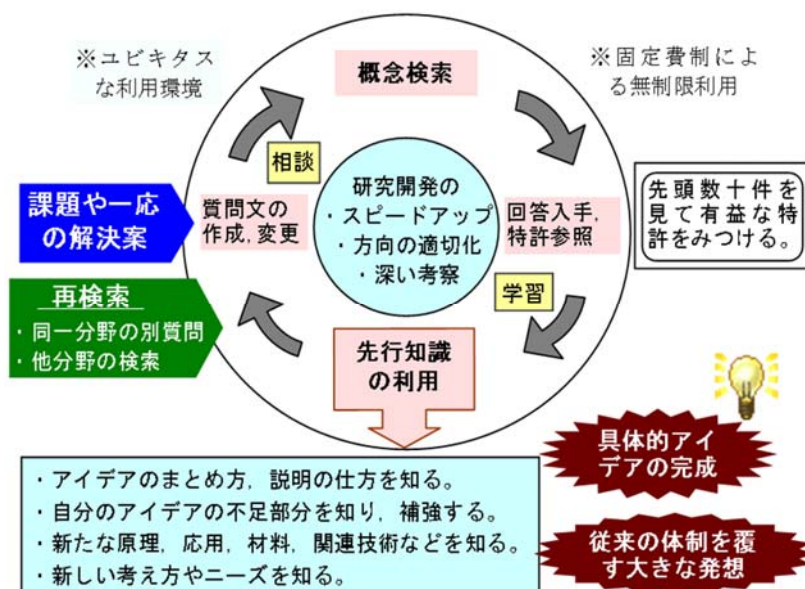 ※ユビキタス
な利用環境
概念検索
※固定費制によ
る無制限利用
相談
課題や一応
の解決案
質問文の
作成,変更
研究開発の
・スピードアップ
・方向の適切化
・深い考察
回答入手,
特許参照
先頭数十件を
見て有益な特
許をみつける。
再検索
・同一分野の別質問
・他分野の検索
学習
先行知識
の利用
・アイデアのまとめ方,説明の仕方を知る。
・自分のアイデアの不足部分を知り,補強する。
・新たな原理,応用,材料,関連技術などを知る。
・新しい考え方やニーズを知る。
具体的アイ
デアの完成
従来の体制を覆
す大きな発想